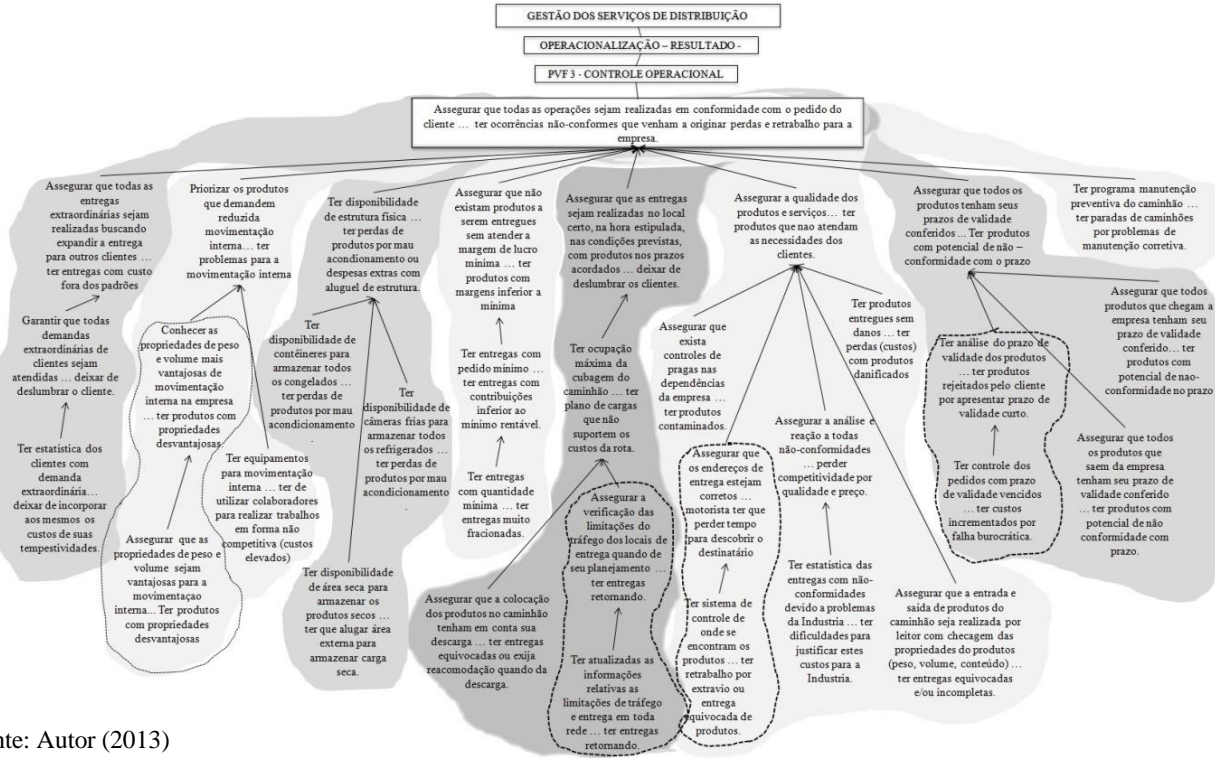 GESTÃO DOS SERVIÇOS DE DISTRIBUIÇÃO
OPERACIONALIZAÇÃO – RESULTADO -
PVF 3 - CONTROLE OPERACIONAL
Assegurar que todas as operações sejam realizadas em conformidade com o pedido do
cliente … ter ocorrências não-conformes que venham a originar perdas e retrabalho para a
empresa.
Assegurar que todas as
entregas
extraordinárias sejam
realizadas buscando
expandir a entrega
para outros clientes …
ter entregas com custo
fora dos padrões
Garantir que todas
demandas
extraordinárias de
clientes sejam
atendidas … deixar de
deslumbrar o cliente.
Ter estatística dos
clientes com
demanda
extraordinária…
deixar de incorporar
aos mesmos os
custos de suas
tempestividades.
Priorizar os produtos
que demandem
reduzida
movimentação
interna… ter
problemas para a
movimentação interna
Conhecer as
propriedades de peso
e volume mais
vantajosas de
movimentação
interna na empresa
… ter produtos com
propriedades
desvantajosas.
Assegurar que as
propriedades de peso e
volume sejam
vantajosas para a
movimentaçao
interna... Ter produtos
com propriedades
desvantajosas
Ter equipamentos
para movimentação
interna … ter de
utilizar colaboradores
para realizar trabalhos
em forma não
competitiva (custos
elevados)
Ter disponibilidade
de estrutura física …
ter perdas de
produtos por mau
acondionamento ou
despesas extras com
aluguel de estrutura.
Ter
disponibilidade de
contêineres para
armazenar todos
os congelados …
ter perdas de
produtos por mau
acondicionamento
.
Ter
disponibilidade de
câmeras frias para
armazenar todos
os refrigerados …
ter perdas de
produtos por mau
acondicionamento
.
Ter disponibilidade
de área seca para
armazenar os
produtos secos …
ter que alugar área
externa para
armazenar carga
seca.
Assegurar que não
existam produtos a
serem entregues
sem atender a
margem de lucro
mínima … ter
produtos com
margens inferior a
mínima
Ter entregas com
pedido mínimo …
ter entregas com
contribuições
inferior ao
mínimo rentável.
Ter entregas
com quantidade
mínima … ter
entregas muito
fracionadas.
Assegurar que as entregas
sejam realizadas no local
certo, na hora estipulada,
nas condições previstas,
com produtos nos prazos
acordados … deixar de
deslumbrar os clientes.
Ter ocupação
máxima da
cubagem do
caminhão … ter
plano de cargas
que não
suportem os
custos da rota.
Assegurar que a colocação
dos produtos no caminhão
tenham em conta sua
descarga … ter entregas
equivocadas ou exija
reacomodação quando da
descarga.
Assegurar a
verificação das
limitações do
tráfego dos locais de
entrega quando de
seu planejamento …
ter entregas
retornando.
Ter atualizadas as
informações
relativas as
limitações de tráfego
e entrega em toda
rede … ter entregas
retornando.
Assegurar a qualidade dos
produtos e serviços… ter
produtos que nao atendam
as necessidades dos
clientes.
Assegurar que
exista
controles de
pragas nas
dependências
da empresa …
ter produtos
contaminados.
Assegurar que
os endereços de
entrega estejam
corretos …
motorista ter que
perder tempo
para descobrir o
destinatário
Ter sistema de
controle de
onde se
encontram os
produtos … ter
retrabalho por
extravio ou
entrega
equivocada de
produtos.
Ter produtos
entregues sem
danos … ter
perdas (custos)
com produtos
danificados
Assegurar a análise e
reação a todas
não-conformidades
… perder
competitividade por
qualidade e preço.
Ter estatística das
entregas com não-
conformidades
devido a problemas
da Industria … ter
dificuldades para
justificar estes
custos para a
Industria.
Assegurar que a entrada e
saída de produtos do
caminhão seja realizada por
leitor com checagem das
propriedades do produtos
(peso, volume, conteúdo) …
ter entregas equivocadas
e/ou incompletas.
Assegurar que todos os
produtos tenham seus
prazos de validade
conferidos ... Ter produtos
com potencial de não –
conformidade com o prazo
Ter análise do prazo de
validade dos produtos
… ter produtos
rejeitados pelo cliente
por apresentar prazo de
validade curto.
Ter controle dos
pedidos com prazo
de validade vencidos
… ter custos
incrementados por
falha burocrática.
Assegurar que todos
produtos que chegam a
empresa tenham seu
prazo de validade
conferido… ter
produtos com
potencial de nao-
conformidade no prazo
Assegurar que todos
os produtos que
saem da empresa
tenham seu prazo de
validade conferido
… ter produtos com
potencial de não
conformidade com
prazo.
Ter programa manutenção
preventiva do caminhão …
ter paradas de caminhões
por problemas de
manutenção corretiva.
nte: Autor (2013)